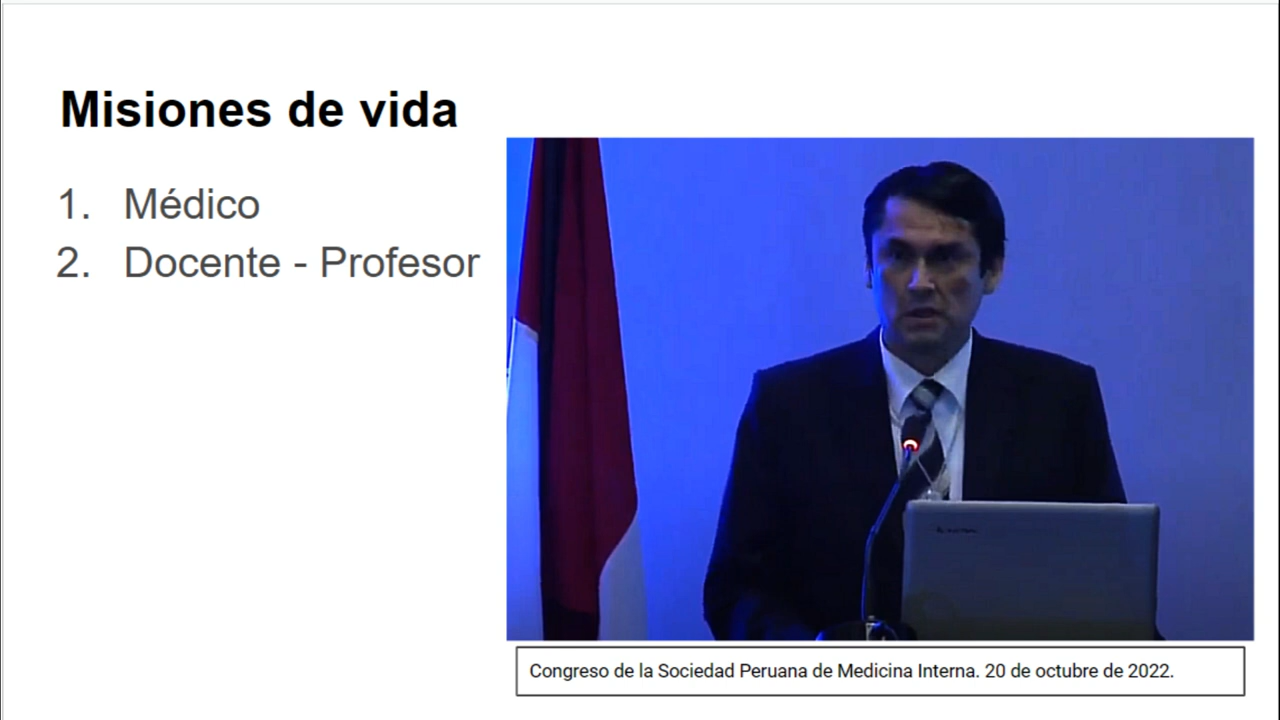 Misiones de vida
1. Médico
2. Docente - Profesor
Congreso de la Sociedad Peruana de Medicina Interna. 20 de octubre de 2022.